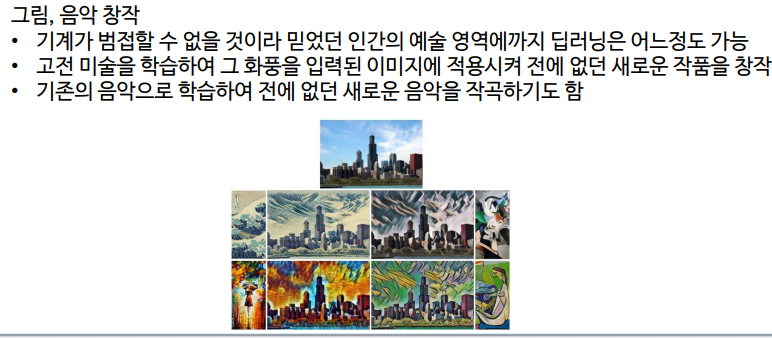 그림, 음악 창작
• 기계가 범접할 수 없을 것이라 믿었던 인간의 예술 영역에까지 딥러닝은 어느정도 가능
• 고전 미술을 학습하여 그 화풍을 입력된 이미지에 적용시켜 전에 없던 새로운 작품을 창작
• 기존의 음악으로 학습하여 전에 없던 새로운 음악을 작곡하기도 함